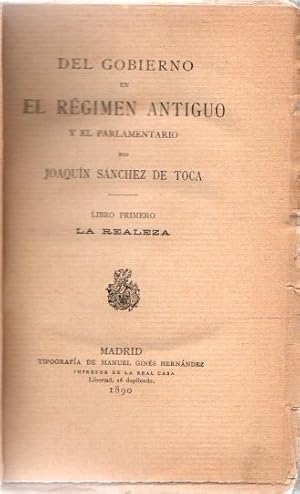 DEL GOBIERNO
EN
EL RÉGIMEN ANTIGUO
Y EL PARLAMENTARIO
POR
JOAQUÍN SÁNCHEZ DE TOCA
LIBRO PRIMERO
LA REALEZA
MADRID
TIPOGRAFÍA DE MANUEL GINÉS HERNÁNDEZ
IMPRESOR DE LA REAL CASA
Libertad, 16 duplicado.
1890